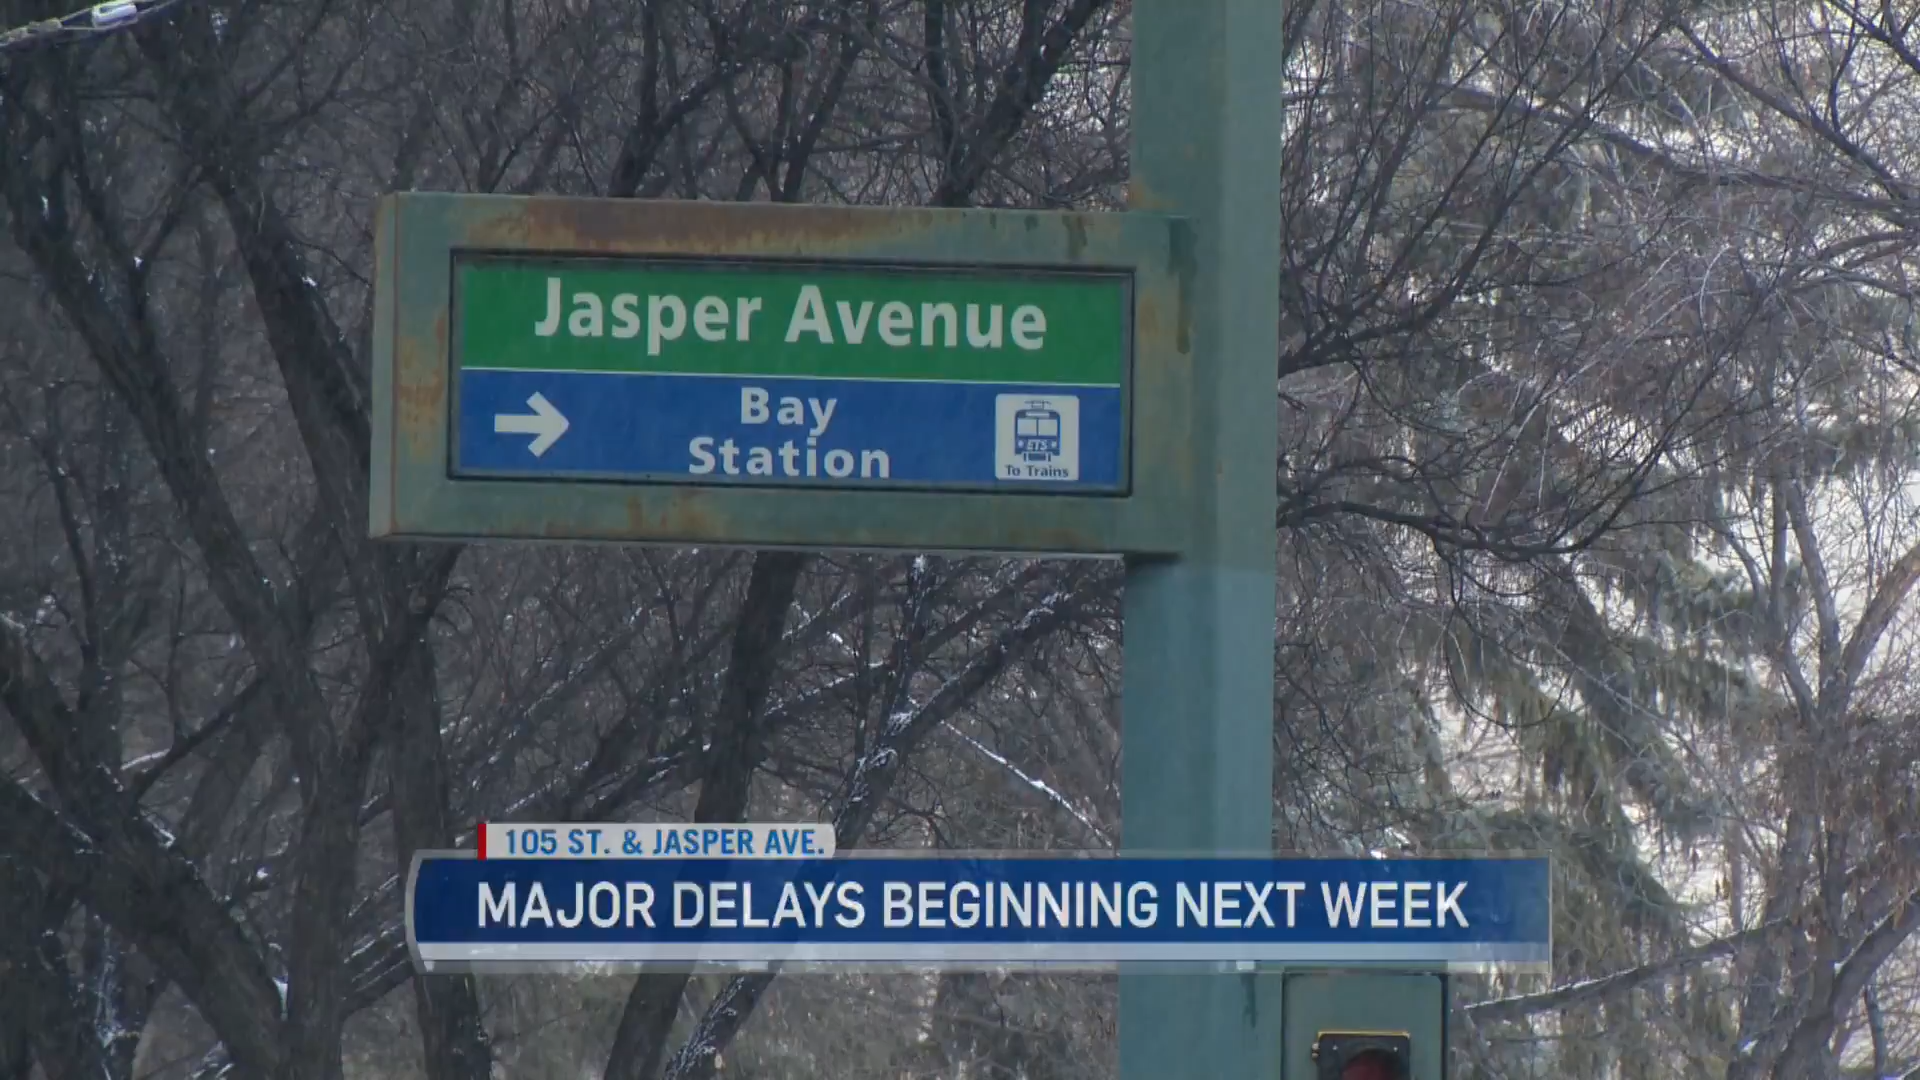 Jasper Avenue
Bay
Station
ETS
To Trains
105 ST. & JASPER AVE.
MAJOR DELAYS BEGINNING NEXT WEEK